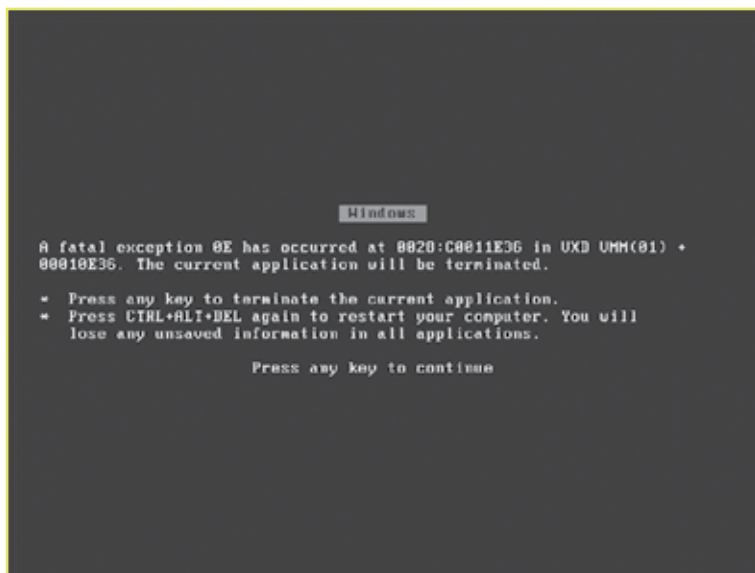 Windows
A fatal exception 0E has occurred at 0028:C0011E36 in VXD VMM(01) +
00010E36. The current application will be terminated.
* Press any key to terminate the current application.
* Press CTRL+ALT+DEL again to restart your computer. You will
lose any unsaved information in all applications.
Press any key to continue